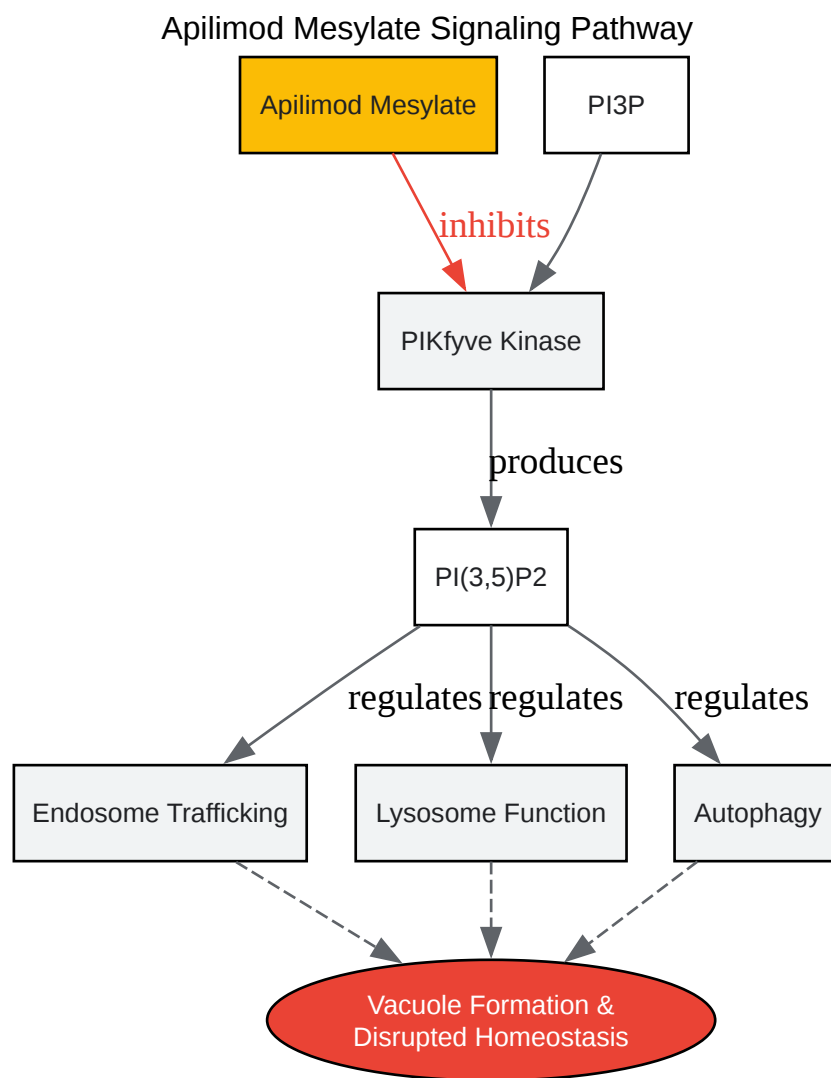 Apilimod Mesylate Signaling Pathway
Apilimod Mesylate
PI3P
inhibits
PIKfyve Kinase
produces
PI(3,5)P2
regulates
regulates
regulates
Endosome Trafficking
Lysosome Function
Autophagy
Vacuole Formation &
Disrupted Homeostasis